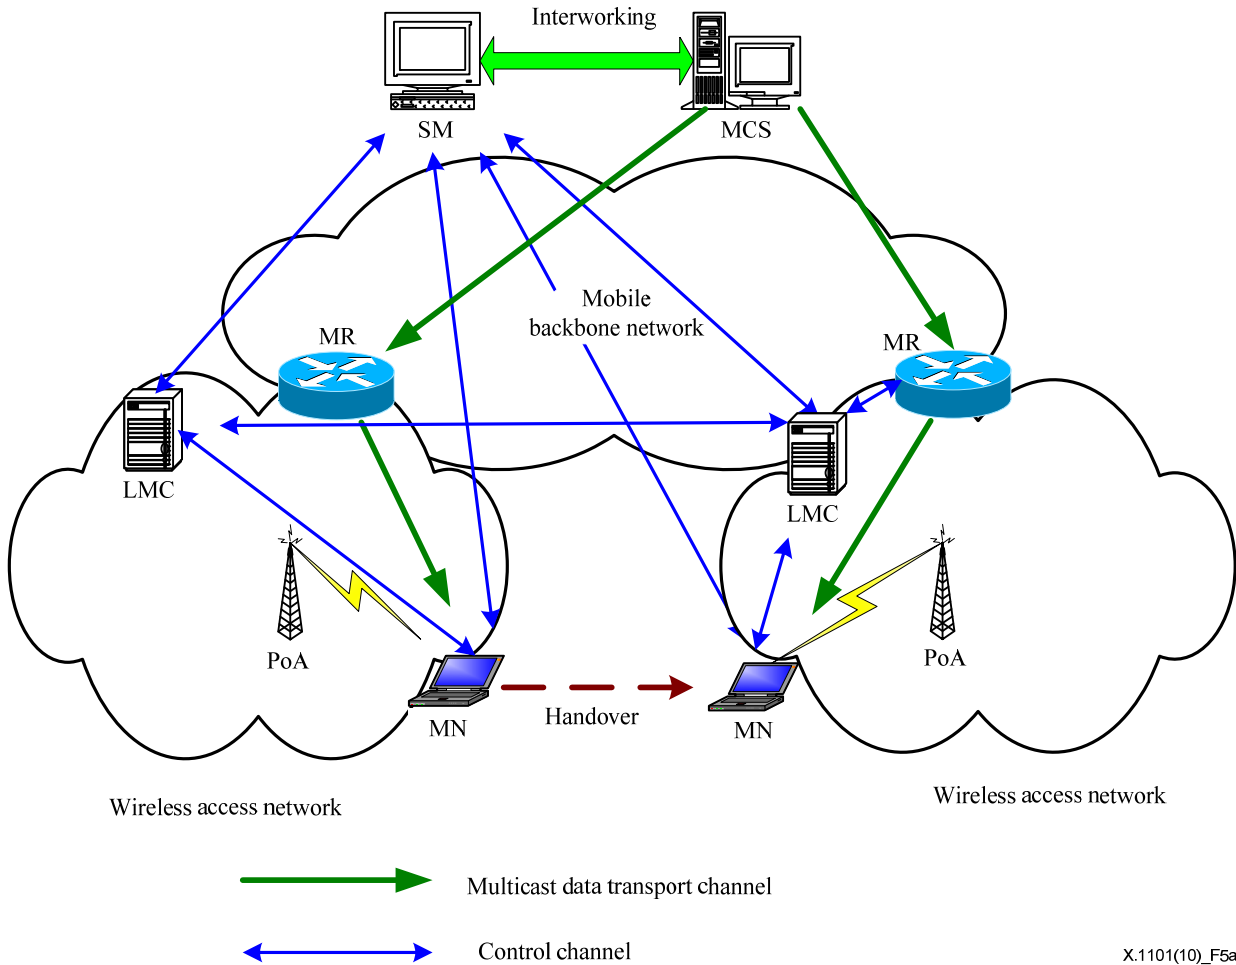 Interworking
SM
MCS
Mobile
backbone network
MR
MR
LMC
LMC
PoA
PoA
MN
Handover
MN
Wireless access network
Wireless access network
Multicast data transport channel
Control channel
X.1101(10)_F5a